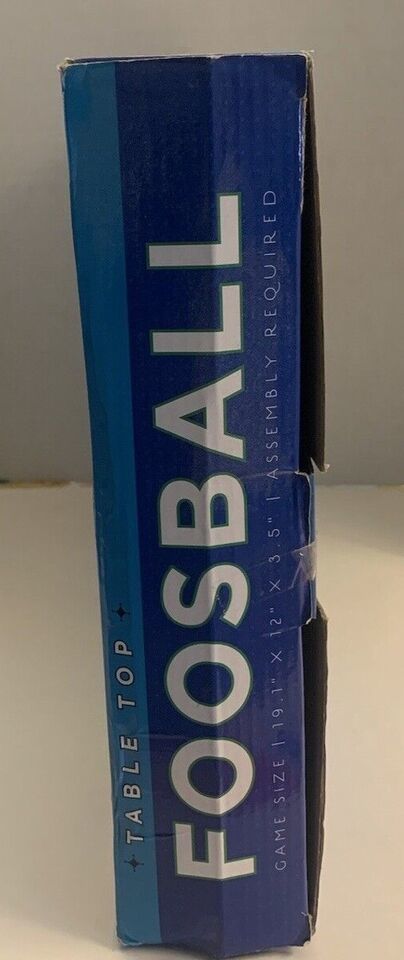 ✦ TABLE TOP ✦
FOOSBALL
GAME SIZE | 19.1" X 12" X 3.5" | ASSEMBLY REQUIRED